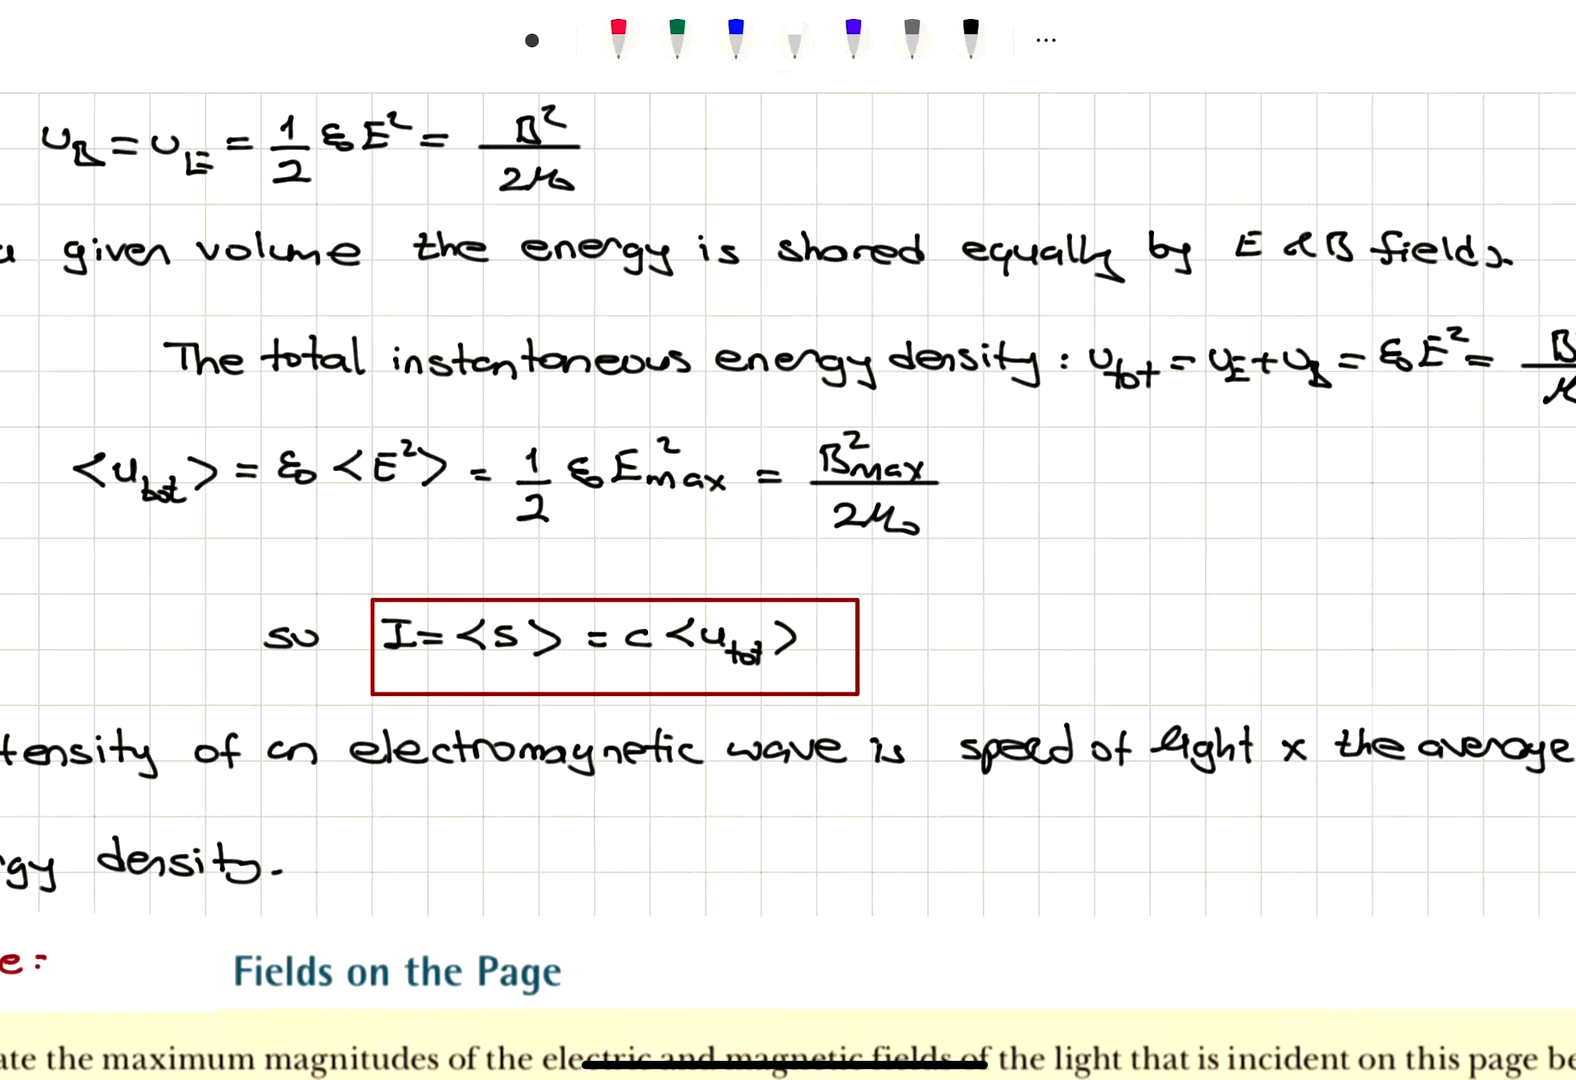 u_B = u_E = 1/2 ε₀E² = B²/2μ₀
given volume the energy is shared equally by E & B fields.
The total instantaneous energy density : u_tot = u_E + u_B = ε₀E² = B
<u_tot> = ε₀ <E²> = 1/2 ε₀E²max = B²max/2μ₀
so I = <S> = c <u_tot>
tensity of an electromagnetic wave is speed of light x the average
gy density.
e:
Fields on the Page
ate the maximum magnitudes of the electric and magnetic fields of the light that is incident on this page be